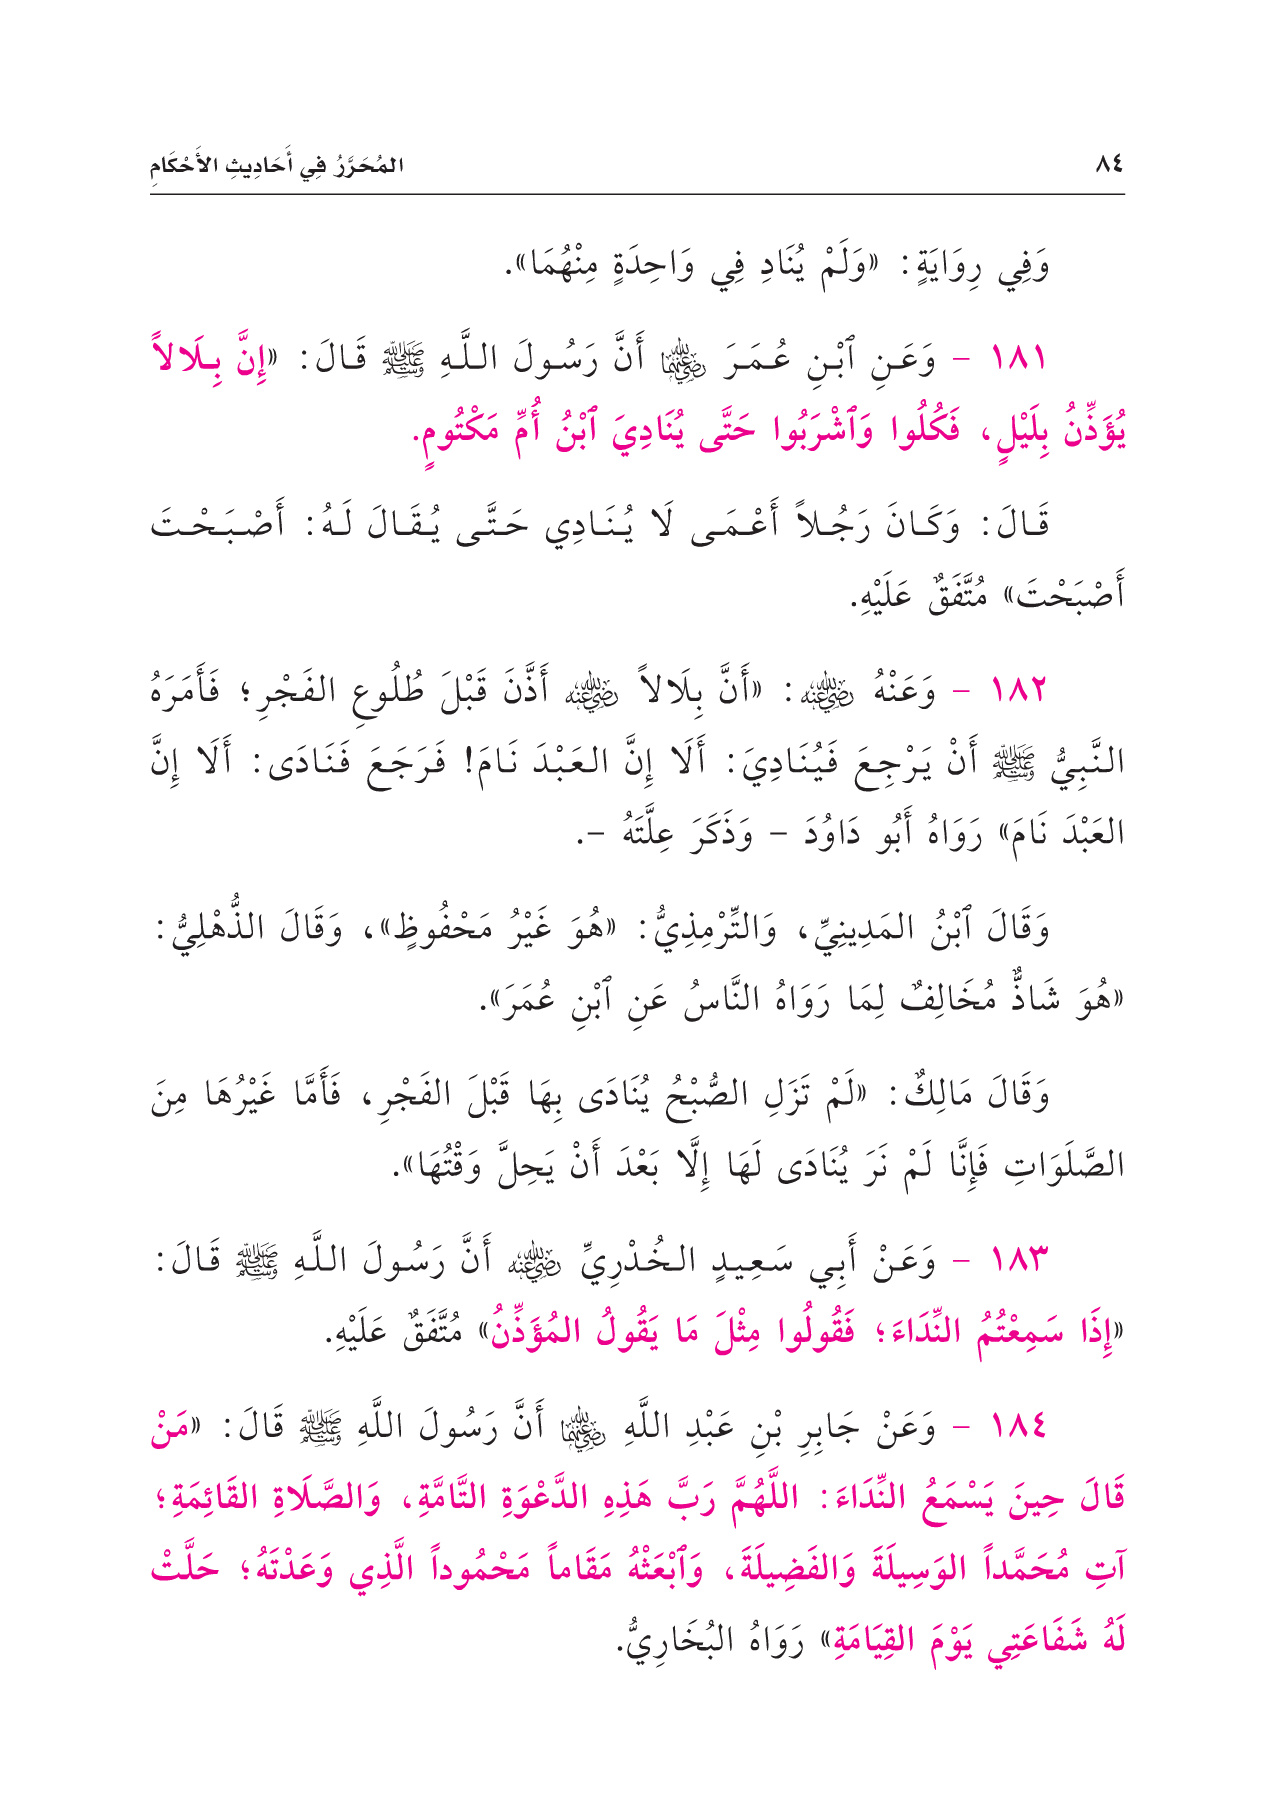 ٨٤
المُحَرَّرُ فِي أَحَادِيثِ الأَحْكَامِ
وَفِي رِوَايَةٍ: «وَلَمْ يُنَادِ فِي وَاحِدَةٍ مِنْهُمَا».
١٨١ - وَعَنِ ٱبْنِ عُمَرَ رضي الله عنهما أَنَّ رَسُولَ اللَّهِ ﷺ قَالَ: «إِنَّ بِلَالاً
يُؤَذِّنُ بِلَيْلٍ، فَكُلُوا وَٱشْرَبُوا حَتَّى يُنَادِيَ ٱبْنُ أُمِّ مَكْتُومٍ.
قَالَ: وَكَانَ رَجُلاً أَعْمَى لَا يُنَادِي حَتَّى يُقَالَ لَهُ: أَصْبَحْتَ
أَصْبَحْتَ» مُتَّفَقٌ عَلَيْهِ.
١٨٢ - وَعَنْهُ رضي الله عنه: «أَنَّ بِلَالاً رضي الله عنه أَذَّنَ قَبْلَ طُلُوعِ الفَجْرِ؛ فَأَمَرَهُ
النَّبِيُّ ﷺ أَنْ يَرْجِعَ فَيُنَادِيَ: أَلَا إِنَّ العَبْدَ نَامَ! فَرَجَعَ فَنَادَى: أَلَا إِنَّ
العَبْدَ نَامَ» رَوَاهُ أَبُو دَاوُدَ - وَذَكَرَ عِلَّتَهُ -.
وَقَالَ ٱبْنُ المَدِينِيِّ، وَالتِّرْمِذِيُّ: «هُوَ غَيْرُ مَحْفُوظٍ»، وَقَالَ الذُّهْلِيُّ:
«هُوَ شَاذٌّ مُخَالِفٌ لِمَا رَوَاهُ النَّاسُ عَنِ ٱبْنِ عُمَرَ».
وَقَالَ مَالِكٌ: «لَمْ تَزَلِ الصُّبْحُ يُنَادَى بِهَا قَبْلَ الفَجْرِ، فَأَمَّا غَيْرُهَا مِنَ
الصَّلَوَاتِ فَإِنَّا لَمْ نَرَ يُنَادَى لَهَا إِلَّا بَعْدَ أَنْ يَحِلَّ وَقْتُهَا».
١٨٣ - وَعَنْ أَبِي سَعِيدٍ الخُدْرِيِّ رضي الله عنه أَنَّ رَسُولَ اللَّهِ ﷺ قَالَ:
«إِذَا سَمِعْتُمُ النِّدَاءَ؛ فَقُولُوا مِثْلَ مَا يَقُولُ المُؤَذِّنُ» مُتَّفَقٌ عَلَيْهِ.
١٨٤ - وَعَنْ جَابِرِ بْنِ عَبْدِ اللَّهِ رضي الله عنهما أَنَّ رَسُولَ اللَّهِ ﷺ قَالَ: «مَنْ
قَالَ حِينَ يَسْمَعُ النِّدَاءَ: اللَّهُمَّ رَبَّ هَذِهِ الدَّعْوَةِ التَّامَّةِ، وَالصَّلَاةِ القَائِمَةِ؛
آتِ مُحَمَّداً الوَسِيلَةَ وَالفَضِيلَةَ، وَٱبْعَثْهُ مَقَاماً مَحْمُوداً الَّذِي وَعَدْتَهُ؛ حَلَّتْ
لَهُ شَفَاعَتِي يَوْمَ القِيَامَةِ» رَوَاهُ البُخَارِيُّ.